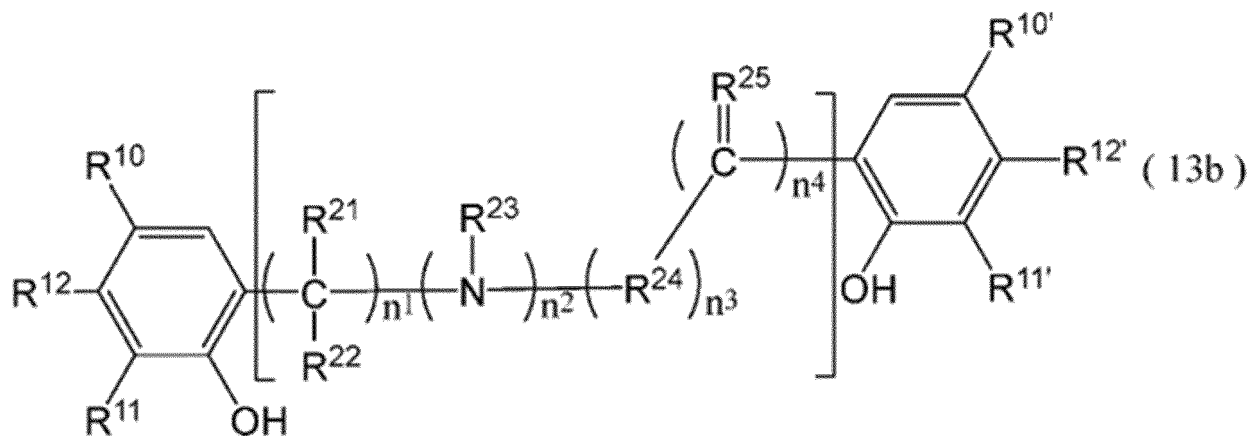 R10'
R25
( C ) n4
R12' ( 13b )
R10
R21
R23
R12
( C ) n1 ( N ) n2 ( R24 ) n3
OH
R11'
R22
R11
OH